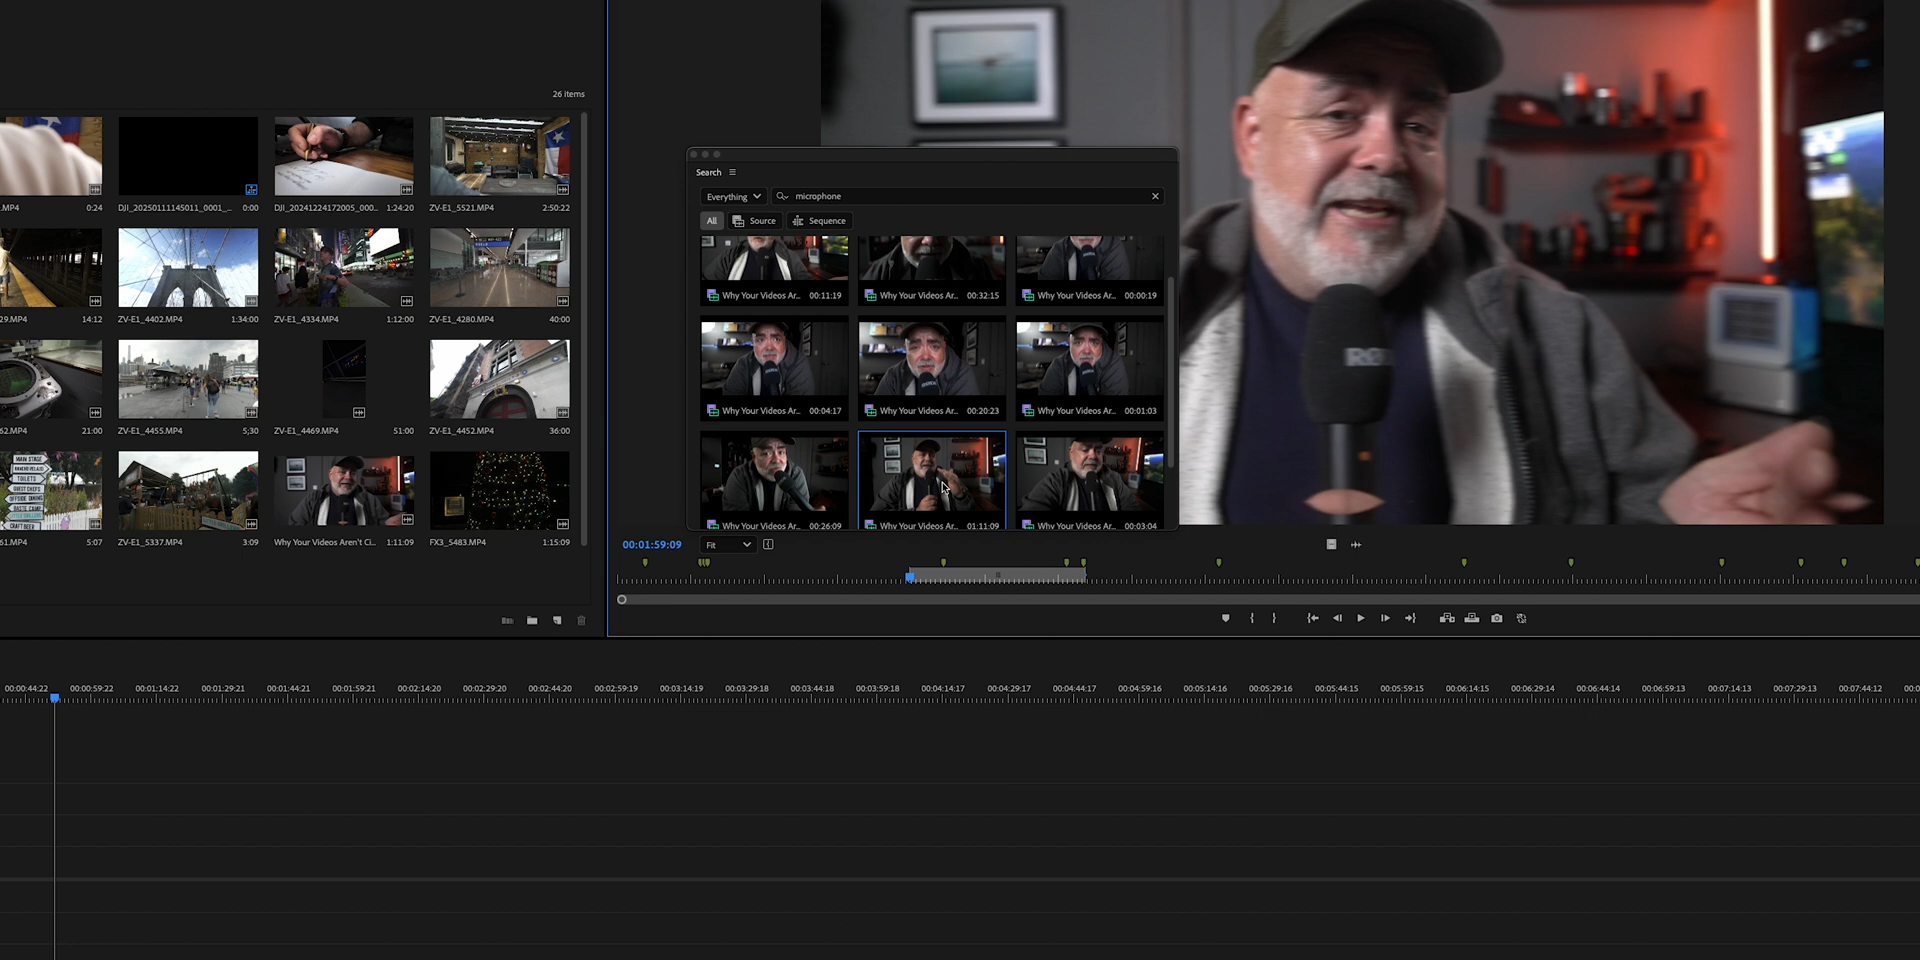 26 items
.MP4 0:24
DJI_20250111145011_0001_... 0:00
DJI_20241224172005_000... 1:24:20
ZV-E1_5521.MP4 2:50:22
29.MP4 14:12
ZV-E1_4402.MP4 1:34:00
ZV-E1_4334.MP4 1:12:00
ZV-E1_4280.MP4 40:00
62.MP4 21:00
ZV-E1_4455.MP4 5;30
ZV-E1_4469.MP4 51:00
ZV-E1_4452.MP4 36:00
MAIN STAGE
TOILETS
GUEST CHEFS
OFFSIDE DINING
CRAFT BEER
61.MP4 5:07
ZV-E1_5337.MP4 3:09
Why Your Videos Aren't Ci... 1:11:09
FX3_5483.MP4 1:15:09
Search
Everything
microphone
All
Source
Sequence
Why Your Videos Ar... 00:11:19
Why Your Videos Ar... 00:32:15
Why Your Videos Ar... 00:00:19
Why Your Videos Ar... 00:04:17
Why Your Videos Ar... 00:20:23
Why Your Videos Ar... 00:01:03
Why Your Videos Ar... 00:26:09
Why Your Videos Ar... 01:11:09
Why Your Videos Ar... 00:03:04
00:01:59:09
Fit
00:00:44:22 00:00:59:22 00:01:14:22 00:01:29:21 00:01:44:21 00:01:59:21 00:02:14:20 00:02:29:20 00:02:44:20 00:02:59:19 00:03:14:19 00:03:29:18 00:03:44:18 00:03:59:18 00:04:14:17 00:04:29:17 00:04:44:17 00:04:59:16 00:05:14:16 00:05:29:16 00:05:44:15 00:05:59:15 00:06:14:15 00:06:29:14 00:06:44:14 00:06:59:13 00:07:14:13 00:07:29:13 00:07:44:12 00:0